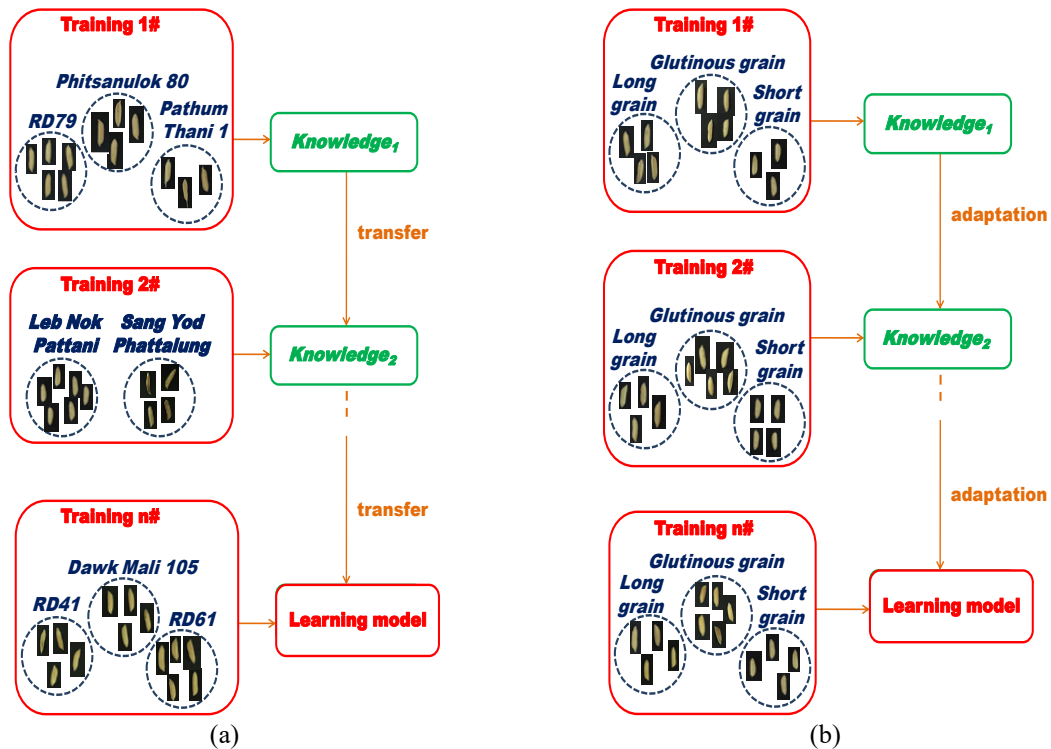 Training 1#
Phitsanulok 80
RD79
Pathum
Thani 1
Knowledge1
transfer
Training 2#
Leb Nok
Pattani
Sang Yod
Phattalung
Knowledge2
transfer
Training n#
Dawk Mali 105
RD41
RD61
Learning model
(a)
Training 1#
Glutinous grain
Long
grain
Short
grain
Knowledge1
adaptation
Training 2#
Glutinous grain
Long
grain
Short
grain
Knowledge2
adaptation
Training n#
Glutinous grain
Long
grain
Short
grain
Learning model
(b)